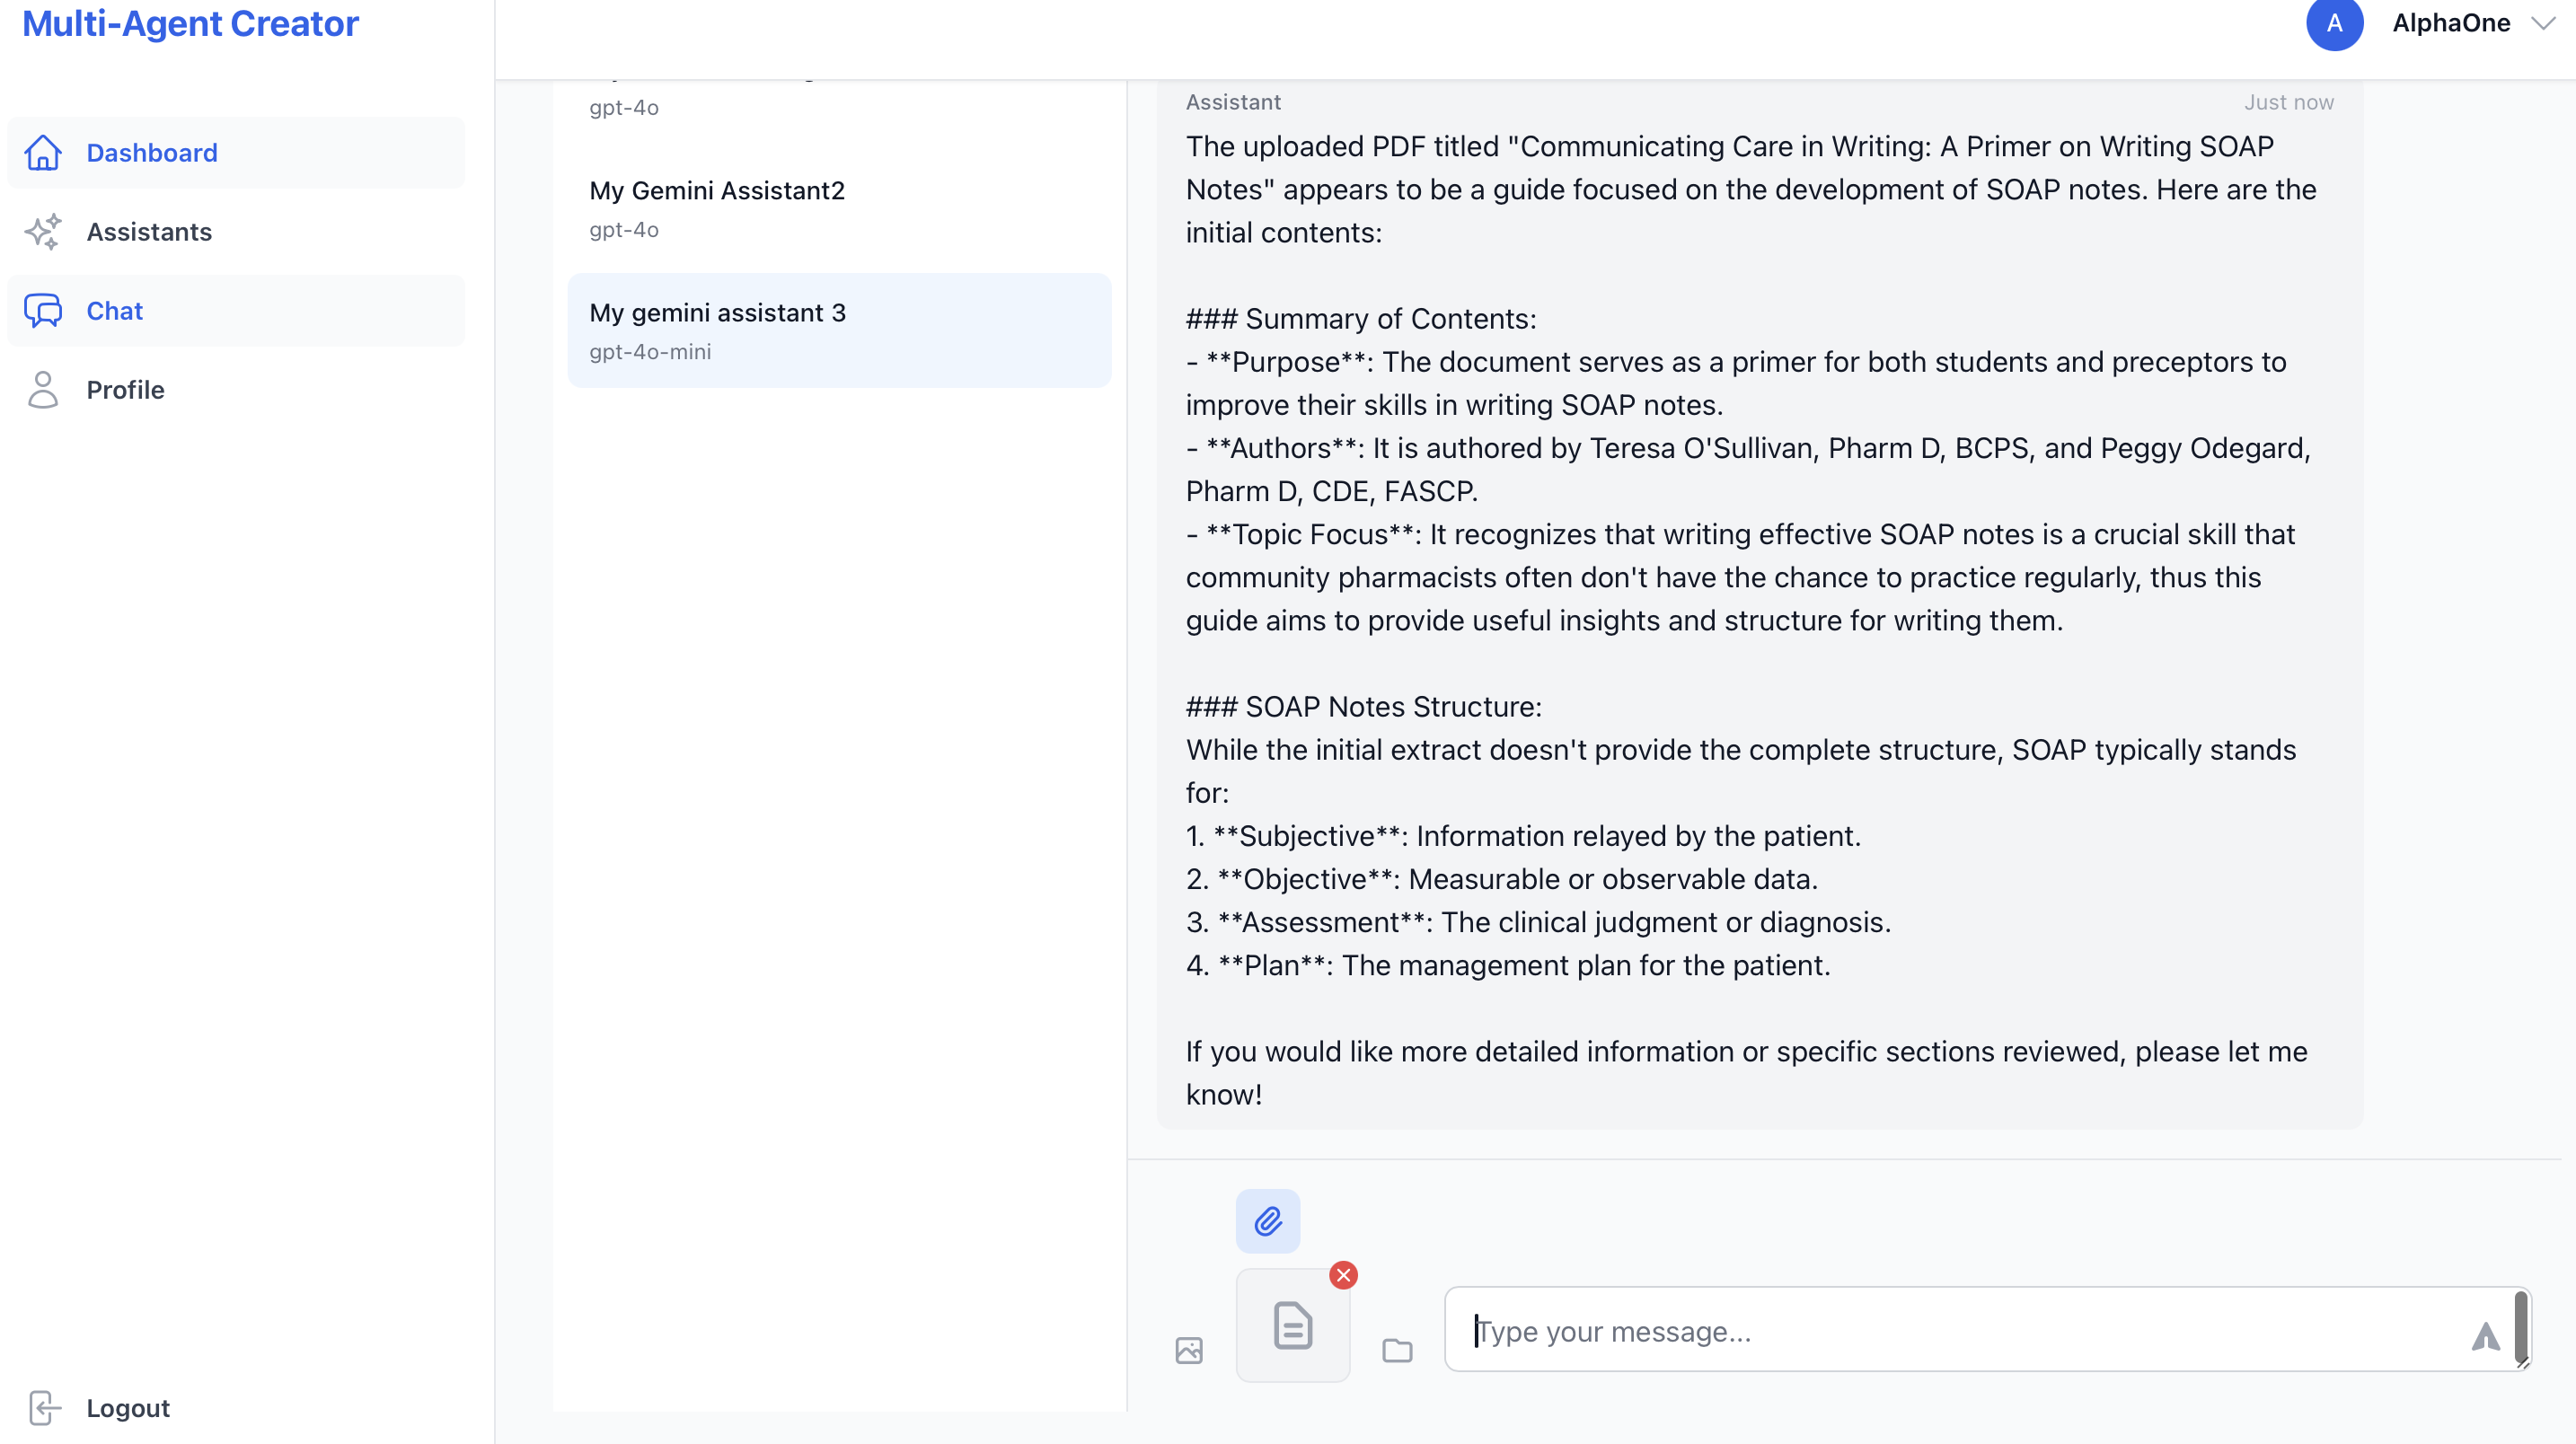 Multi-Agent Creator
A
AlphaOne
Dashboard
Assistants
Chat
Profile
Logout
gpt-4o
My Gemini Assistant2
gpt-4o
My gemini assistant 3
gpt-4o-mini
Assistant
Just now
The uploaded PDF titled "Communicating Care in Writing: A Primer on Writing SOAP
Notes" appears to be a guide focused on the development of SOAP notes. Here are the
initial contents:
### Summary of Contents:
- **Purpose**: The document serves as a primer for both students and preceptors to
improve their skills in writing SOAP notes.
- **Authors**: It is authored by Teresa O'Sullivan, Pharm D, BCPS, and Peggy Odegard,
Pharm D, CDE, FASCP.
- **Topic Focus**: It recognizes that writing effective SOAP notes is a crucial skill that
community pharmacists often don't have the chance to practice regularly, thus this
guide aims to provide useful insights and structure for writing them.
### SOAP Notes Structure:
While the initial extract doesn't provide the complete structure, SOAP typically stands
for:
1. **Subjective**: Information relayed by the patient.
2. **Objective**: Measurable or observable data.
3. **Assessment**: The clinical judgment or diagnosis.
4. **Plan**: The management plan for the patient.
If you would like more detailed information or specific sections reviewed, please let me
know!
Type your message...